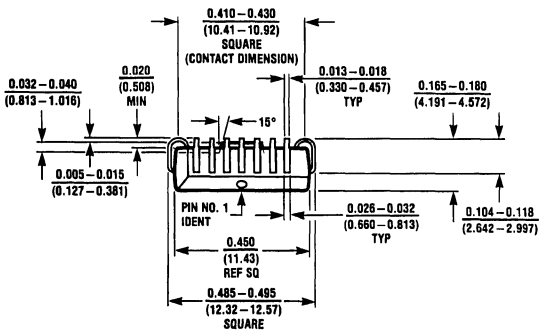 0.410–0.430
(10.41–10.92)
SQUARE
(CONTACT DIMENSION)
0.032–0.040
(0.813–1.016)
0.020
(0.508)
MIN
0.013–0.018
(0.330–0.457)
TYP
0.165–0.180
(4.191–4.572)
15°
0.005–0.015
(0.127–0.381)
PIN NO. 1
IDENT
0.026–0.032
(0.660–0.813)
TYP
0.104–0.118
(2.642–2.997)
0.450
(11.43)
REF SQ
0.485–0.495
(12.32–12.57)
SQUARE